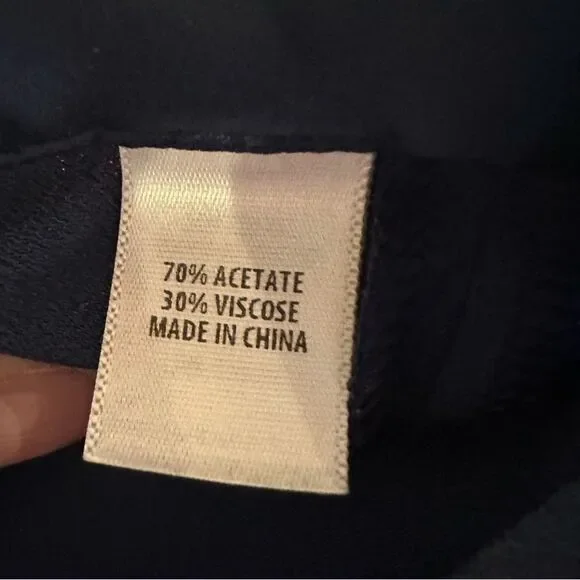 70% ACETATE
30% VISCOSE
MADE IN CHINA